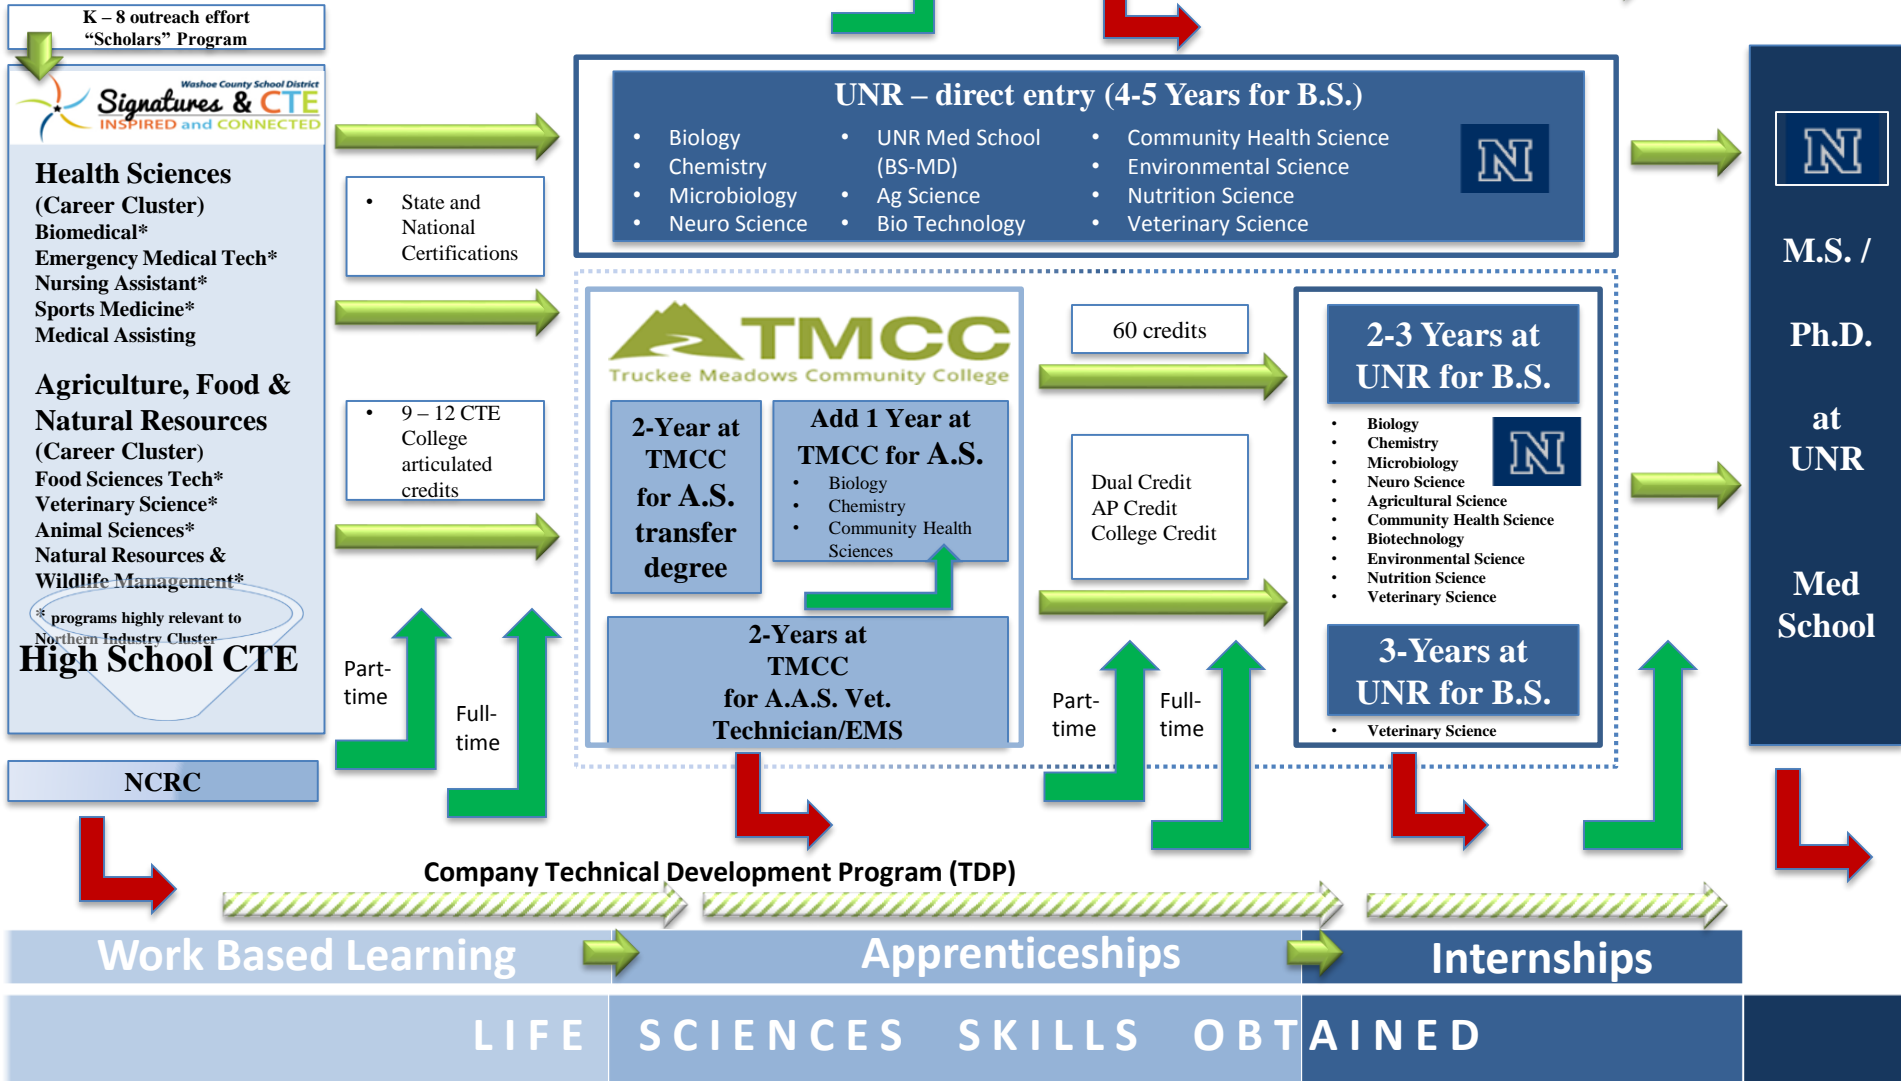 K – 8 outreach effort
“Scholars” Program
Washoe County School District
Signatures & CTE
INSPIRED and CONNECTED
Health Sciences
(Career Cluster)
Biomedical*
Emergency Medical Tech*
Nursing Assistant*
Sports Medicine*
Medical Assisting
Agriculture, Food &
Natural Resources
(Career Cluster)
Food Sciences Tech*
Veterinary Science*
Animal Sciences*
Natural Resources &
Wildlife Management*
* programs highly relevant to
Northern Industry Cluster
High School CTE
NCRC
• State and
National
Certifications
• 9 – 12 CTE
College
articulated
credits
Part-
time
Full-
time
UNR – direct entry (4-5 Years for B.S.)
• Biology
• Chemistry
• Microbiology
• Neuro Science
• UNR Med School
(BS-MD)
• Ag Science
• Bio Technology
• Community Health Science
• Environmental Science
• Nutrition Science
• Veterinary Science
N
TMCC
Truckee Meadows Community College
2-Year at
TMCC
for A.S.
transfer
degree
Add 1 Year at
TMCC for A.S.
• Biology
• Chemistry
• Community Health
Sciences
2-Years at
TMCC
for A.A.S. Vet.
Technician/EMS
60 credits
Dual Credit
AP Credit
College Credit
Part-
time
Full-
time
2-3 Years at
UNR for B.S.
• Biology
• Chemistry
• Microbiology
• Neuro Science
• Agricultural Science
• Community Health Science
• Biotechnology
• Environmental Science
• Nutrition Science
• Veterinary Science
N
3-Years at
UNR for B.S.
• Veterinary Science
N
M.S. /
Ph.D.
at
UNR
Med
School
Company Technical Development Program (TDP)
Work Based Learning
Apprenticeships
Internships
LIFE SCIENCES SKILLS OBTAINED